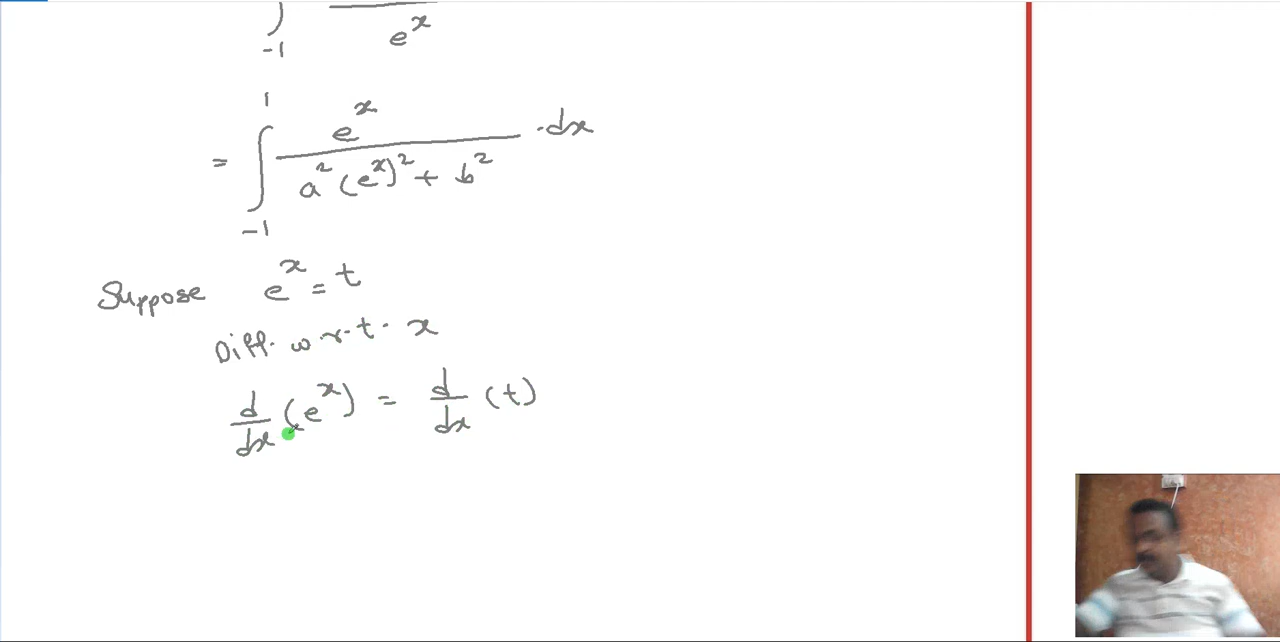 ∫_{-1} ‾ e^x
= ∫_{-1}^{1} e^x / (a^2 (e^x)^2 + b^2) · dx
Suppose e^x = t
Diff. w.r.t. x
d/dx (e^x) = d/dx (t)